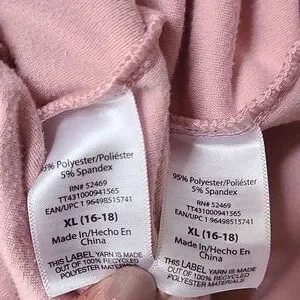 95% Polyester/Poliéster
5% Spandex
RN# 52469
TT431000941565
EAN/UPC 1 96498515741
XL (16-18)
Made In/Hecho En
China
THIS LABEL YARN IS MADE
OUT OF 100% RECYCLED
POLYESTER MATERIALS
95% Polyester/Poliéster
5% Spandex
RN# 52469
TT431000941565
EAN/UPC 1 96498515741
XL (16-18)
Made In/Hecho En
China
THIS LABEL YARN IS MADE
OUT OF 100% RECYCLED
POLYESTER MATERIALS